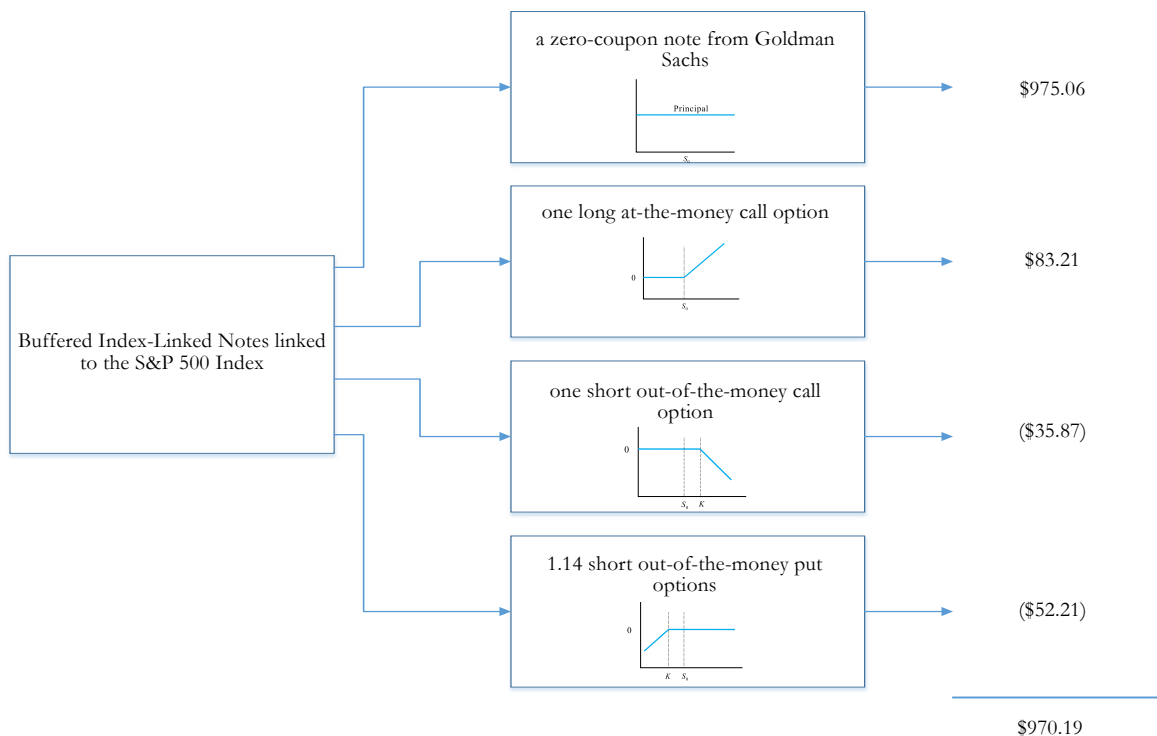 a zero-coupon note from Goldman
Sachs
Principal
S₀
$975.06
one long at-the-money call option
0
S₀
$83.21
Buffered Index-Linked Notes linked
to the S&P 500 Index
one short out-of-the-money call
option
0
S₀ K
($35.87)
1.14 short out-of-the-money put
options
0
K S₀
($52.21)
$970.19